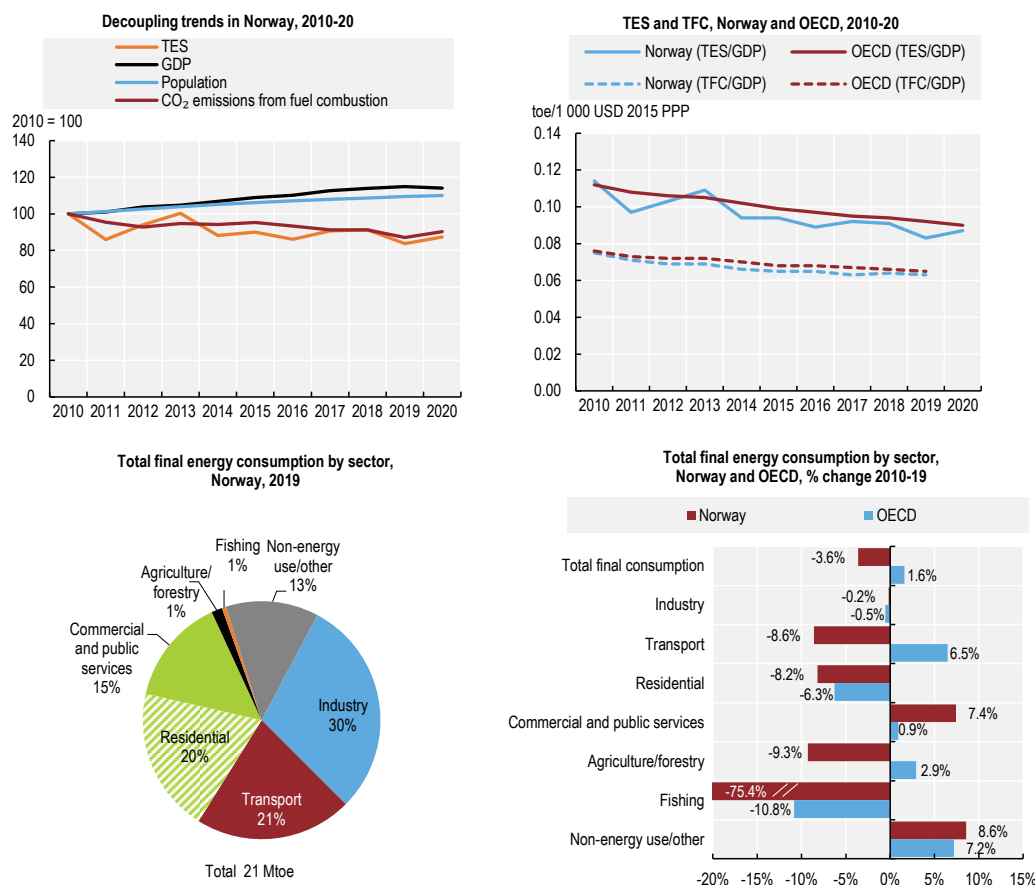 Decoupling trends in Norway, 2010-20
TES
GDP
Population
CO₂ emissions from fuel combustion
2010 = 100
140
120
100
80
60
40
20
0
2010 2011 2012 2013 2014 2015 2016 2017 2018 2019 2020
TES and TFC, Norway and OECD, 2010-20
Norway (TES/GDP)
OECD (TES/GDP)
Norway (TFC/GDP)
OECD (TFC/GDP)
toe/1 000 USD 2015 PPP
0.14
0.12
0.10
0.08
0.06
0.04
0.02
0.00
2010 2011 2012 2013 2014 2015 2016 2017 2018 2019 2020
Total final energy consumption by sector,
Norway, 2019
Fishing
1%
Non-energy
use/other
13%
Agriculture/
forestry
1%
Commercial
and public
services
15%
Industry
30%
Residential
20%
Transport
21%
Total 21 Mtoe
Total final energy consumption by sector,
Norway and OECD, % change 2010-19
Norway
OECD
Total final consumption
-3.6%
1.6%
Industry
-0.2%
-0.5%
Transport
-8.6%
6.5%
Residential
-8.2%
-6.3%
Commercial and public services
7.4%
0.9%
Agriculture/forestry
-9.3%
2.9%
Fishing
-75.4%
-10.8%
Non-energy use/other
8.6%
7.2%
-20% -15% -10% -5% 0% 5% 10% 15%